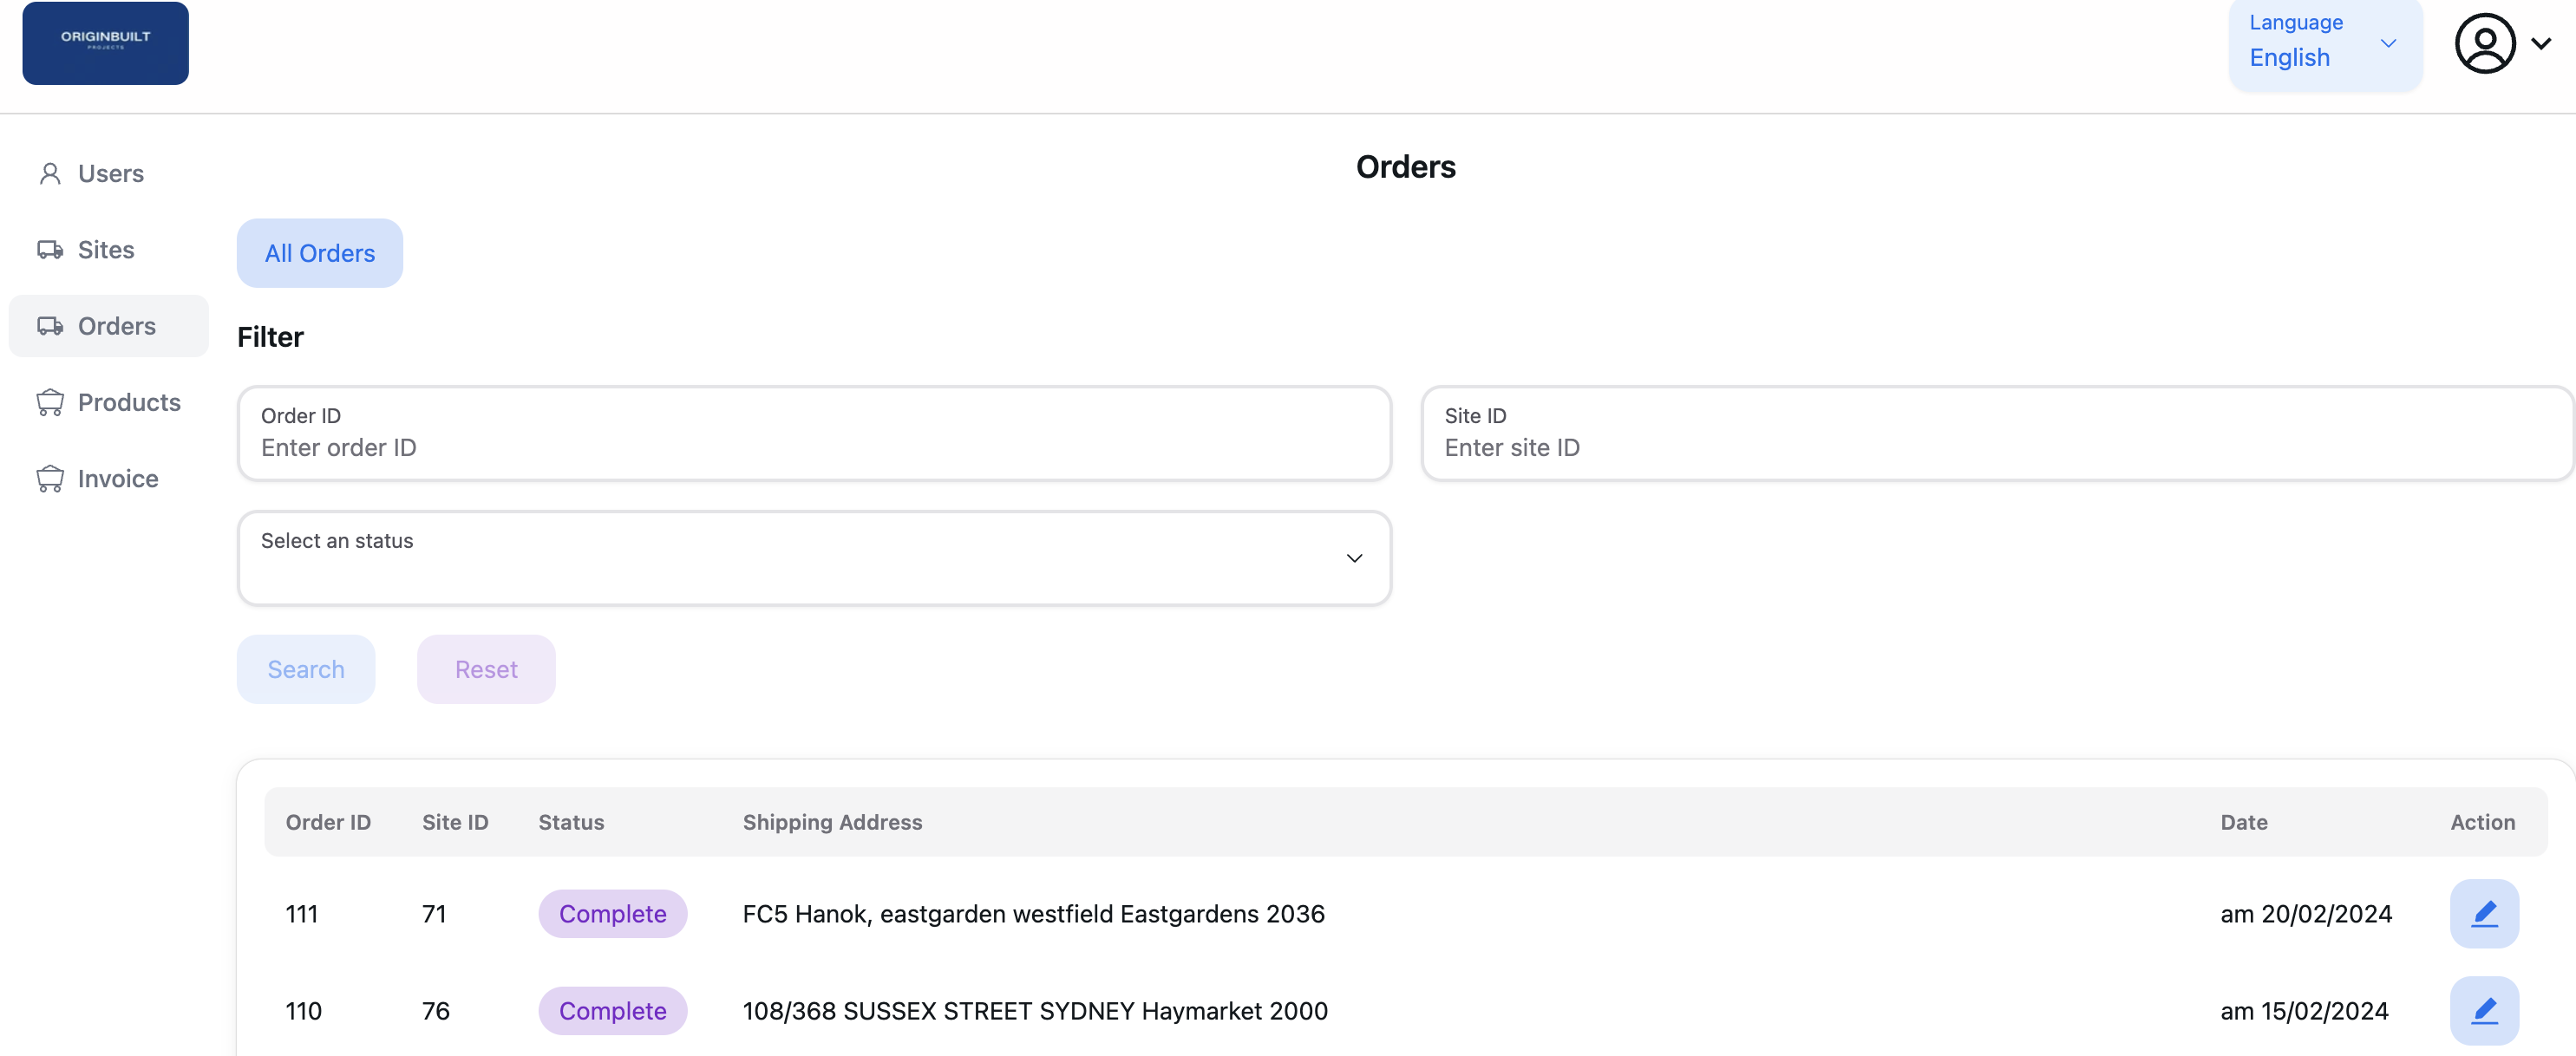 ORIGINBUILT
PROJECTS
Language
English
Users
Sites
Orders
Products
Invoice
Orders
All Orders
Filter
Order ID
Enter order ID
Site ID
Enter site ID
Select an status
Search
Reset
Order ID Site ID Status Shipping Address Date Action
111 71 Complete FC5 Hanok, eastgarden westfield Eastgardens 2036 am 20/02/2024
110 76 Complete 108/368 SUSSEX STREET SYDNEY Haymarket 2000 am 15/02/2024